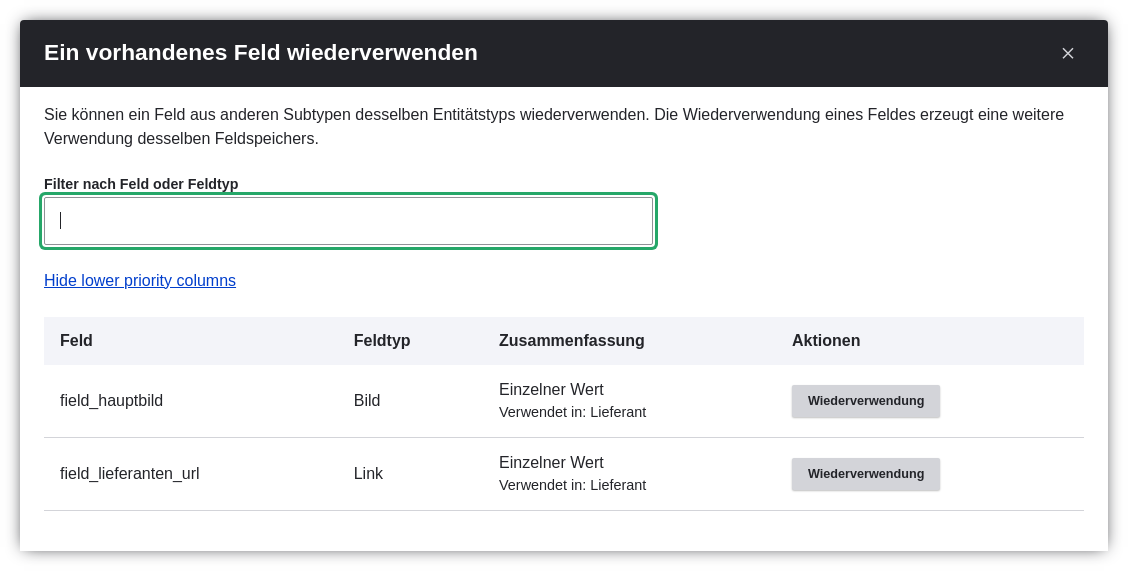 Ein vorhandenes Feld wiederverwenden
Sie können ein Feld aus anderen Subtypen desselben Entitätstyps wiederverwenden. Die Wiederverwendung eines Feldes erzeugt eine weitere
Verwendung desselben Feldspeichers.
Filter nach Feld oder Feldtyp
Hide lower priority columns
Feld Feldtyp Zusammenfassung Aktionen
field_hauptbild Bild Einzelner Wert Wiederverwendung
Verwendet in: Lieferant
field_lieferanten_url Link Einzelner Wert Wiederverwendung
Verwendet in: Lieferant